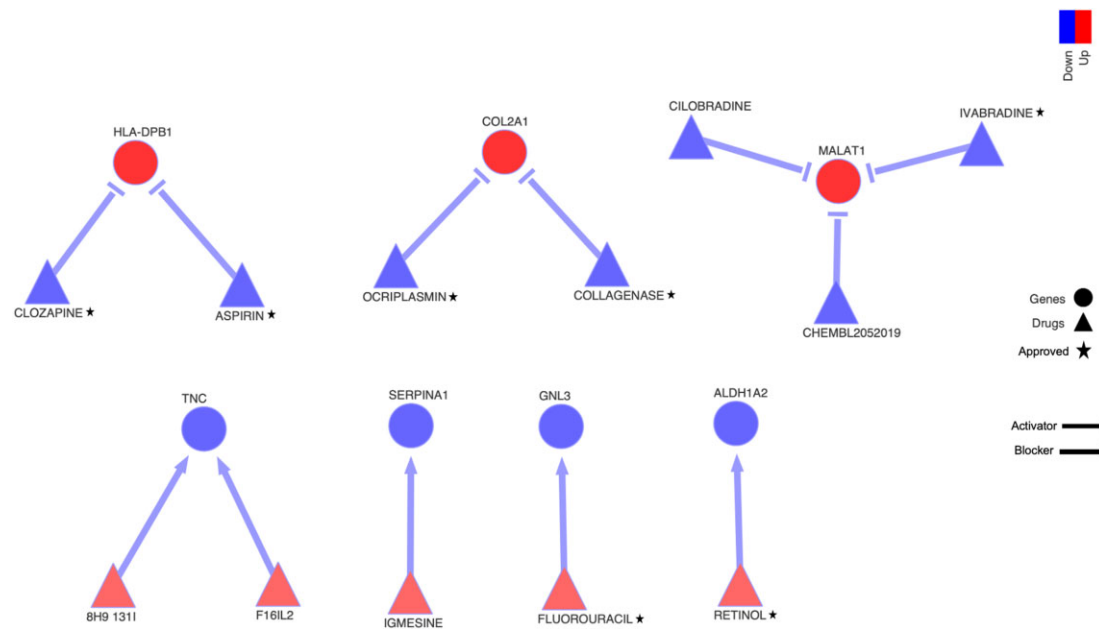 Down
Up
CILOBRADINE
IVABRADINE ★
HLA-DPB1
COL2A1
MALAT1
CLOZAPINE ★
ASPIRIN ★
OCRIPLASMIN ★
COLLAGENASE ★
CHEMBL2052019
Genes
Drugs
Approved ★
TNC
SERPINA1
GNL3
ALDH1A2
Activator
Blocker
8H9 131I
F16IL2
IGMESINE
FLUOROURACIL ★
RETINOL ★